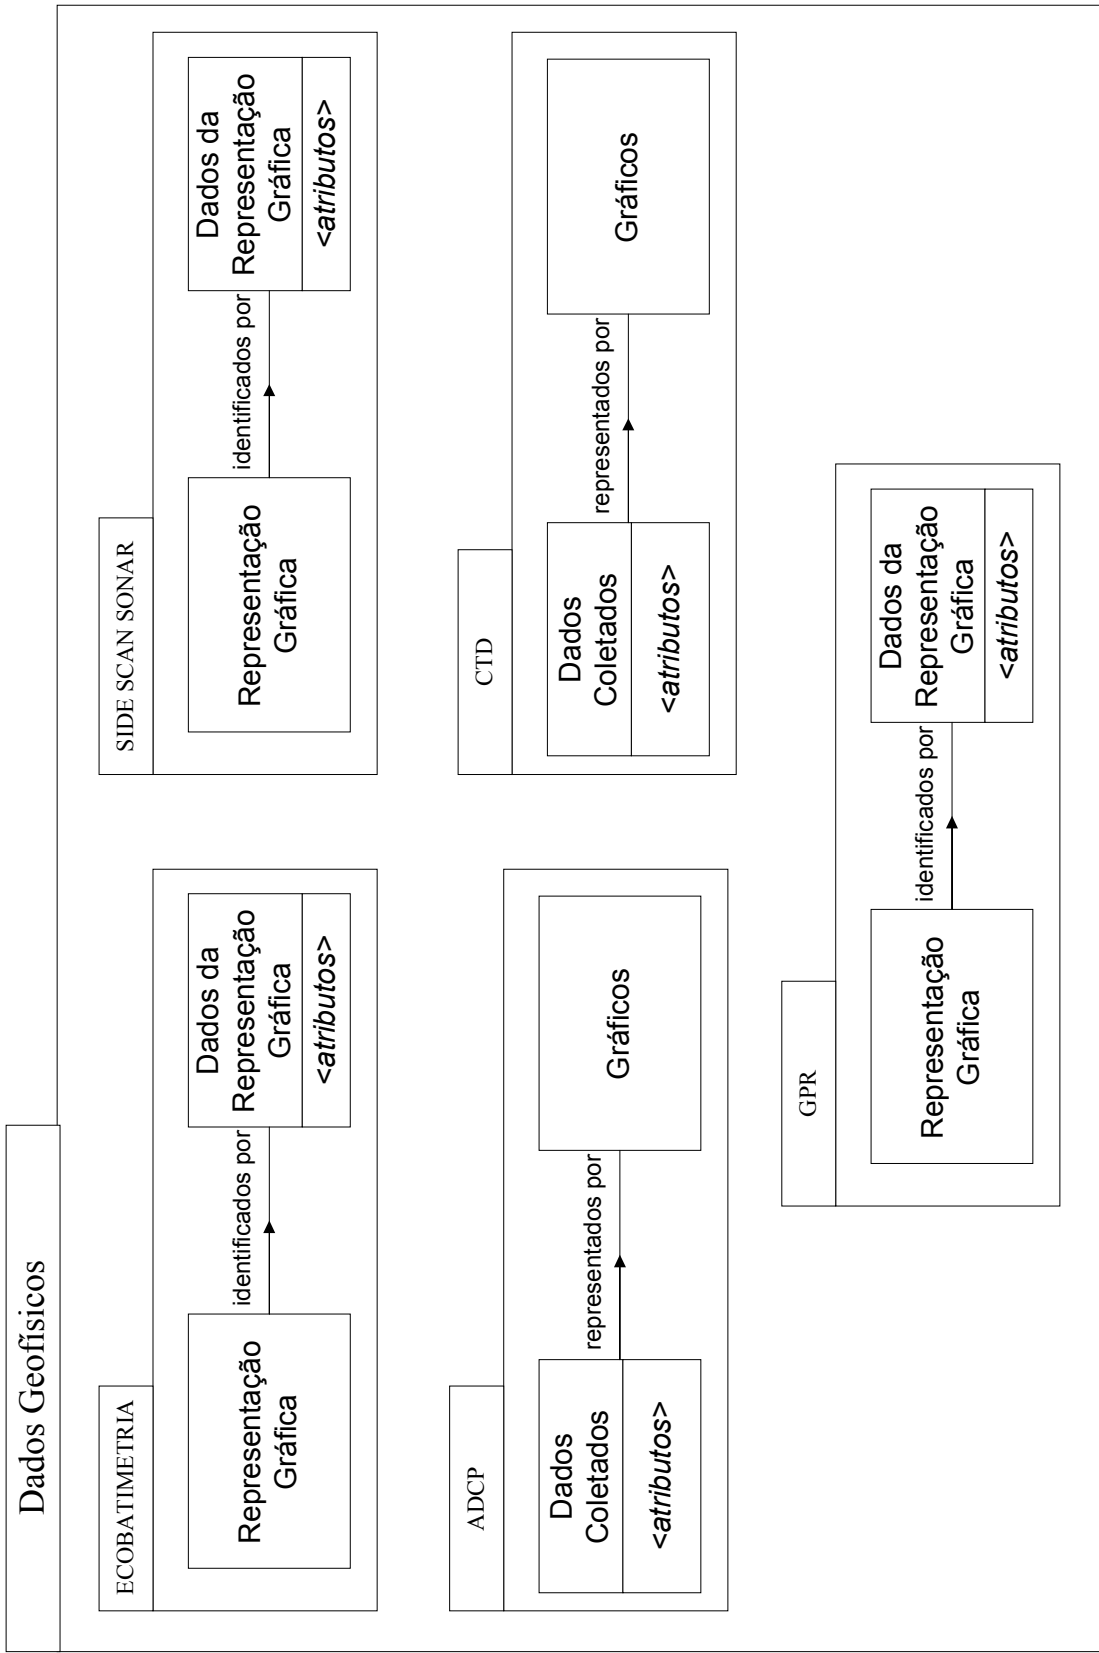 Dados Geofísicos
ECOBATIMETRIA
Representação
Gráfica
identificados por
Dados da
Representação
Gráfica
<atributos>
SIDE SCAN SONAR
Representação
Gráfica
identificados por
Dados da
Representação
Gráfica
<atributos>
ADCP
Dados
Coletados
<atributos>
representados por
Gráficos
CTD
Dados
Coletados
<atributos>
representados por
Gráficos
GPR
Representação
Gráfica
identificados por
Dados da
Representação
Gráfica
<atributos>